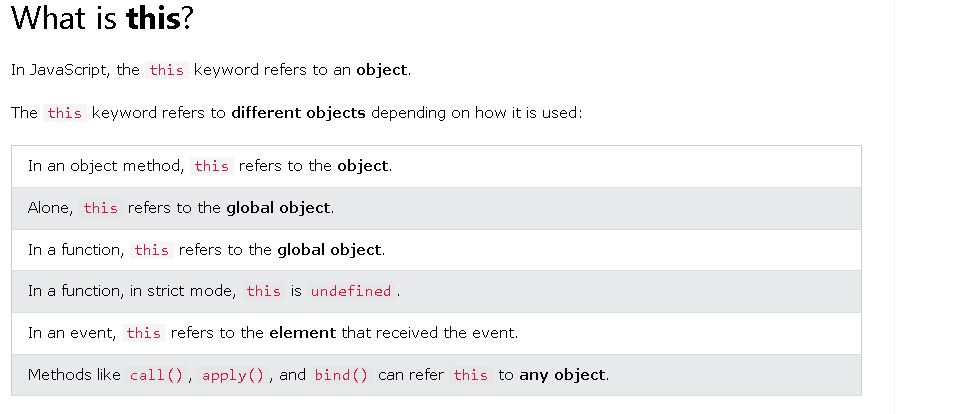 What is this?
In JavaScript, the this keyword refers to an object.
The this keyword refers to different objects depending on how it is used:
In an object method, this refers to the object.
Alone, this refers to the global object.
In a function, this refers to the global object.
In a function, in strict mode, this is undefined.
In an event, this refers to the element that received the event.
Methods like call(), apply(), and bind() can refer this to any object.